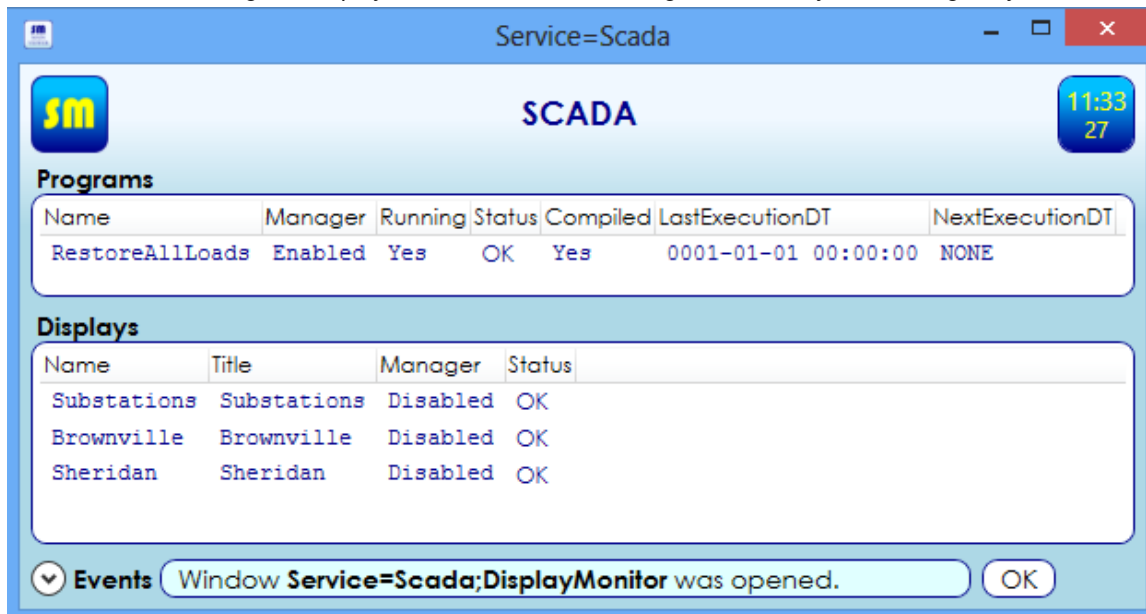 Service=Scada
sm
SCADA
11:33
27
Programs
Name Manager Running Status Compiled LastExecutionDT NextExecutionDT
RestoreAllLoads Enabled Yes OK Yes 0001-01-01 00:00:00 NONE
Displays
Name Title Manager Status
Substations Substations Disabled OK
Brownville Brownville Disabled OK
Sheridan Sheridan Disabled OK
Events Window Service=Scada;DisplayMonitor was opened. OK